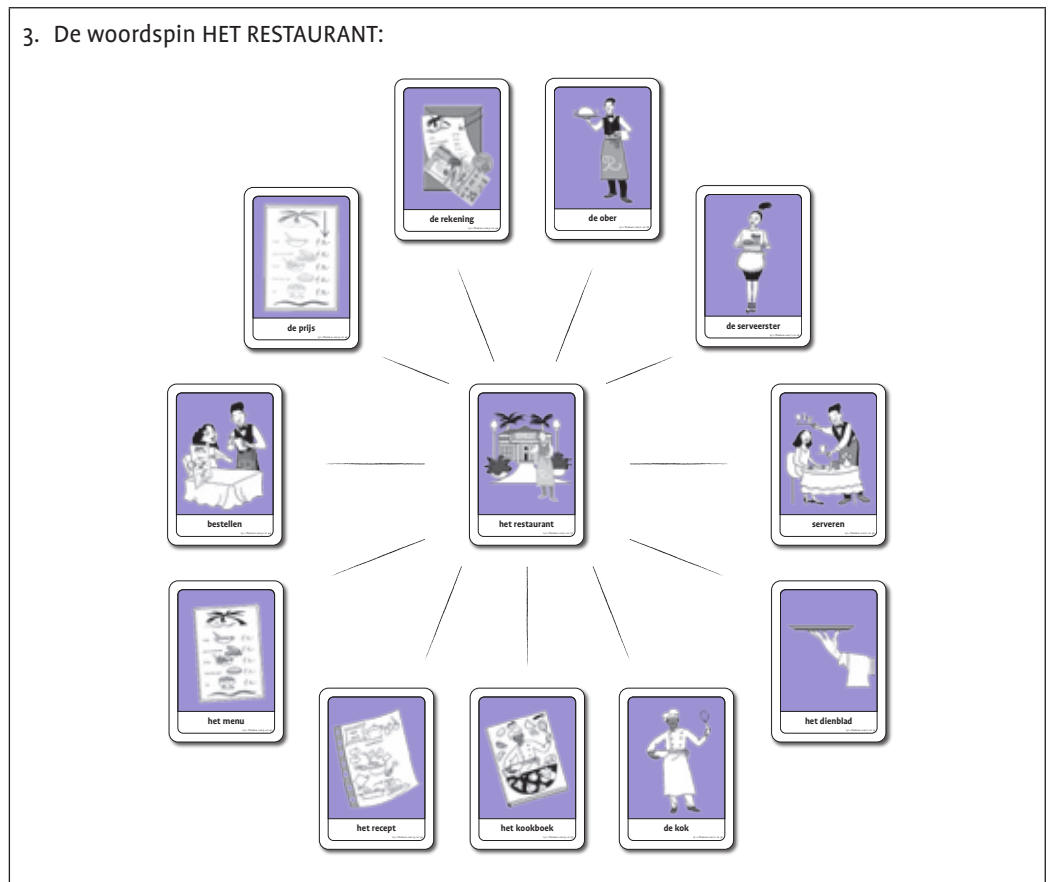 3. De woordspin HET RESTAURANT:
de rekening
de ober
de prijs
de serveerster
bestellen
het restaurant
serveren
het menu
het dienblad
het recept
het kookboek
de kok